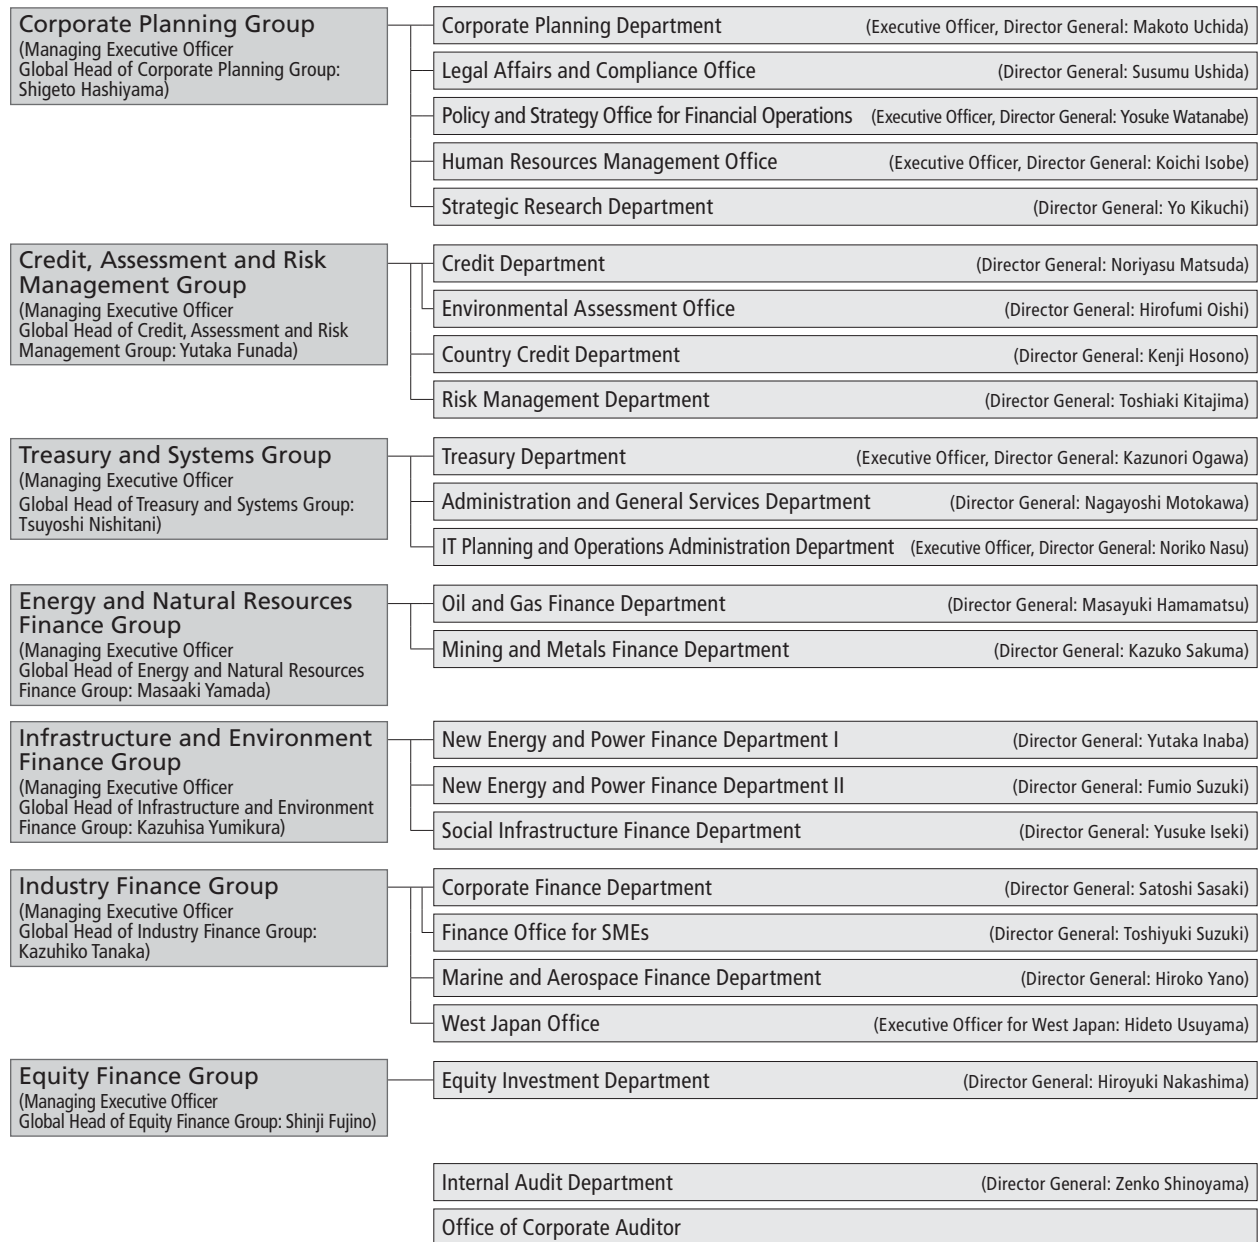 Corporate Planning Group
(Managing Executive Officer
Global Head of Corporate Planning Group:
Shigeto Hashiyama)
Corporate Planning Department (Executive Officer, Director General: Makoto Uchida)
Legal Affairs and Compliance Office (Director General: Susumu Ushida)
Policy and Strategy Office for Financial Operations (Executive Officer, Director General: Yosuke Watanabe)
Human Resources Management Office (Executive Officer, Director General: Koichi Isobe)
Strategic Research Department (Director General: Yo Kikuchi)
Credit, Assessment and Risk
Management Group
(Managing Executive Officer
Global Head of Credit, Assessment and Risk
Management Group: Yutaka Funada)
Credit Department (Director General: Noriyasu Matsuda)
Environmental Assessment Office (Director General: Hirofumi Oishi)
Country Credit Department (Director General: Kenji Hosono)
Risk Management Department (Director General: Toshiaki Kitajima)
Treasury and Systems Group
(Managing Executive Officer
Global Head of Treasury and Systems Group:
Tsuyoshi Nishitani)
Treasury Department (Executive Officer, Director General: Kazunori Ogawa)
Administration and General Services Department (Director General: Nagayoshi Motokawa)
IT Planning and Operations Administration Department (Executive Officer, Director General: Noriko Nasu)
Energy and Natural Resources
Finance Group
(Managing Executive Officer
Global Head of Energy and Natural Resources
Finance Group: Masaaki Yamada)
Oil and Gas Finance Department (Director General: Masayuki Hamamatsu)
Mining and Metals Finance Department (Director General: Kazuko Sakuma)
Infrastructure and Environment
Finance Group
(Managing Executive Officer
Global Head of Infrastructure and Environment
Finance Group: Kazuhisa Yumikura)
New Energy and Power Finance Department I (Director General: Yutaka Inaba)
New Energy and Power Finance Department II (Director General: Fumio Suzuki)
Social Infrastructure Finance Department (Director General: Yusuke Iseki)
Industry Finance Group
(Managing Executive Officer
Global Head of Industry Finance Group:
Kazuhiko Tanaka)
Corporate Finance Department (Director General: Satoshi Sasaki)
Finance Office for SMEs (Director General: Toshiyuki Suzuki)
Marine and Aerospace Finance Department (Director General: Hiroko Yano)
West Japan Office (Executive Officer for West Japan: Hideto Usuyama)
Equity Finance Group
(Managing Executive Officer
Global Head of Equity Finance Group: Shinji Fujino)
Equity Investment Department (Director General: Hiroyuki Nakashima)
Internal Audit Department (Director General: Zenko Shinoyama)
Office of Corporate Auditor